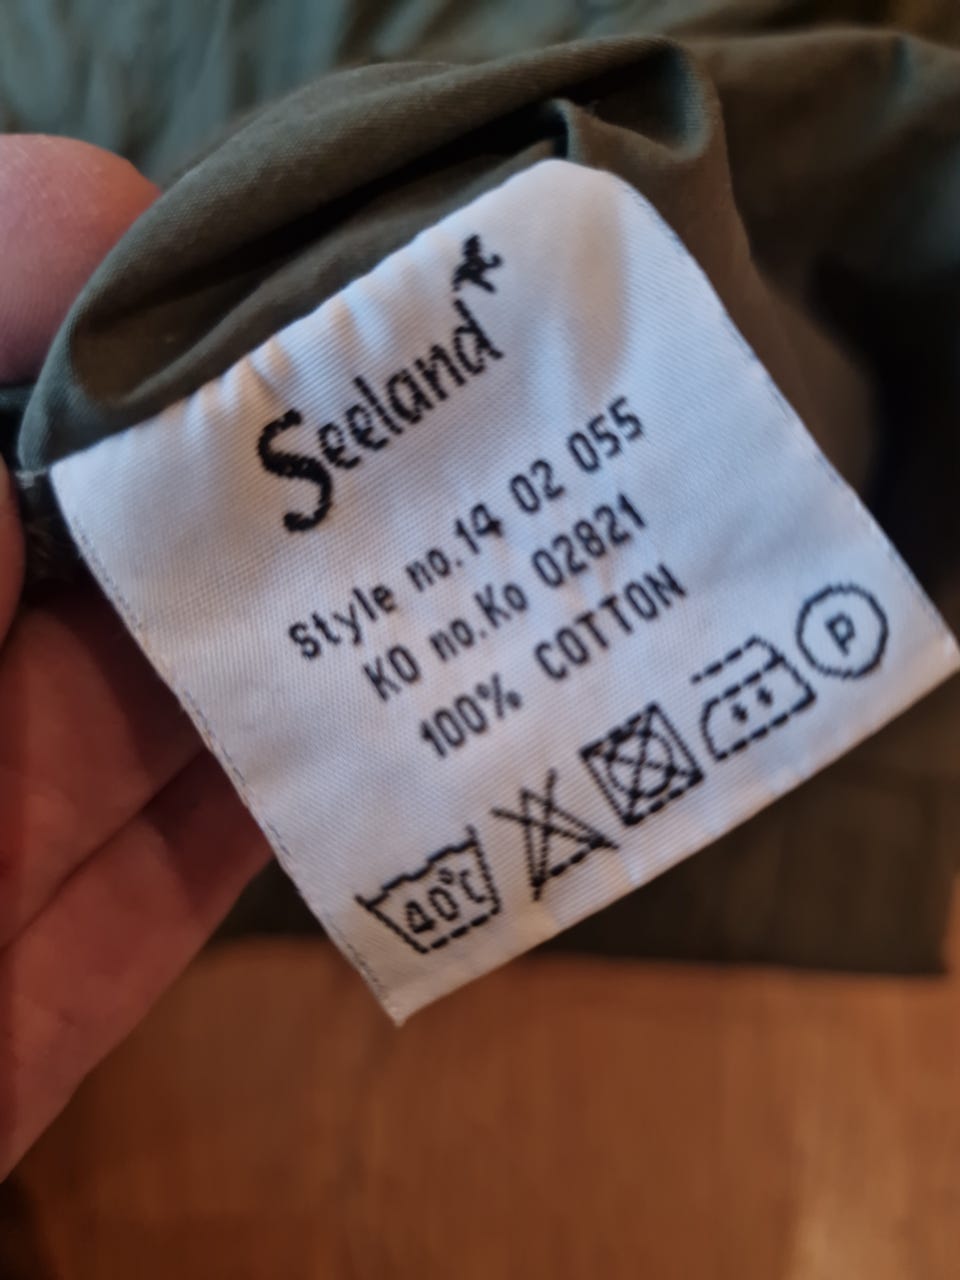 Seeland
Style no.14 02 055
KO no.Ko 02821
100% COTTON
40°C
P